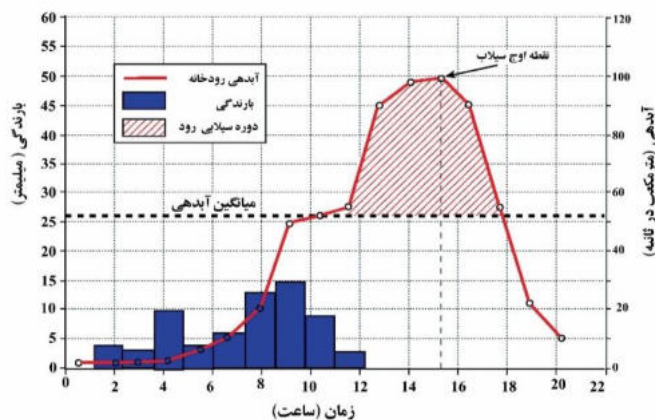 بارندگی (میلیمتر)
60
55
50
45
40
35
30
25
20
15
10
5
0
آبدهی رودخانه
بارندگی
دوره سیلابی رود
نقطه اوج سیلاب
میانگین آبدهی
120
100
80
60
40
20
0
آبدهی (متر مکعب در ثانیه)
0 2 4 6 8 10 12 14 16 18 20 22
زمان (ساعت)